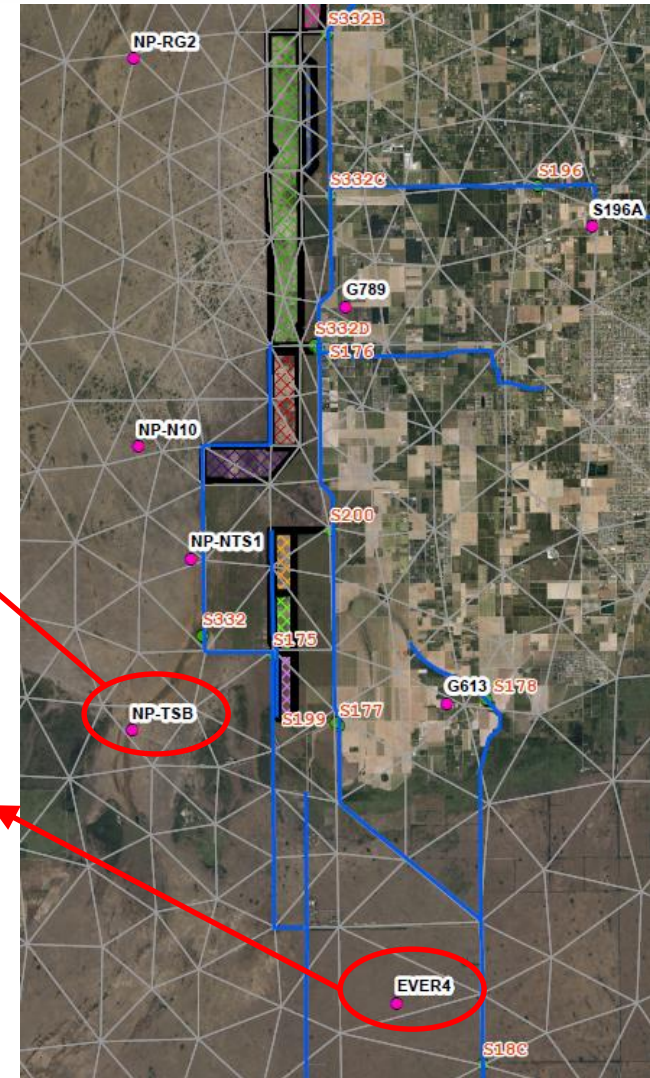 S332B
NP-RG2
S332C
S196
S196A
G789
S332D
S176
NP-N10
S200
NP-NTS1
S332
S175
G613
S178
NP-TSB
S199
S177
EVER4
S18C